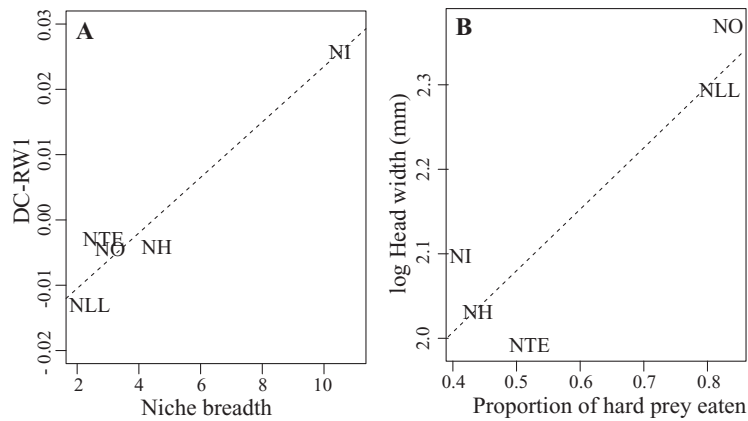 A
DC-RW1
0.03
0.02
0.01
0.00
-0.01
-0.02
NI
NTE
NO
NH
NLL
2 4 6 8 10
Niche breadth
B
log Head width (mm)
2.3
2.2
2.1
2.0
NO
NLL
NI
NH
NTE
0.4 0.5 0.6 0.7 0.8
Proportion of hard prey eaten